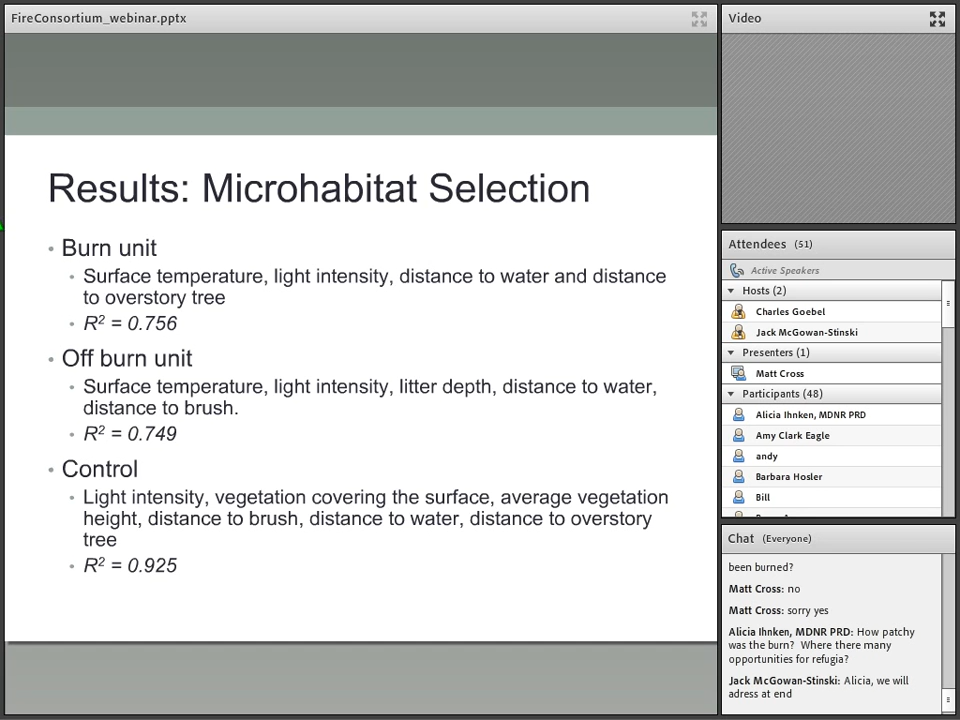 FireConsortium_webinar.pptx
Results: Microhabitat Selection
• Burn unit
• Surface temperature, light intensity, distance to water and distance
to overstory tree
• R² = 0.756
• Off burn unit
• Surface temperature, light intensity, litter depth, distance to water,
distance to brush.
• R² = 0.749
• Control
• Light intensity, vegetation covering the surface, average vegetation
height, distance to brush, distance to water, distance to overstory
tree
• R² = 0.925
Video
Attendees (51)
Active Speakers
Hosts (2)
Charles Goebel
Jack McGowan-Stinski
Presenters (1)
Matt Cross
Participants (48)
Alicia Ihnken, MDNR PRD
Amy Clark Eagle
andy
Barbara Hosler
Bill
Chat (Everyone)
been burned?
Matt Cross: no
Matt Cross: sorry yes
Alicia Ihnken, MDNR PRD: How patchy
was the burn? Where there many
opportunities for refugia?
Jack McGowan-Stinski: Alicia, we will
adress at end